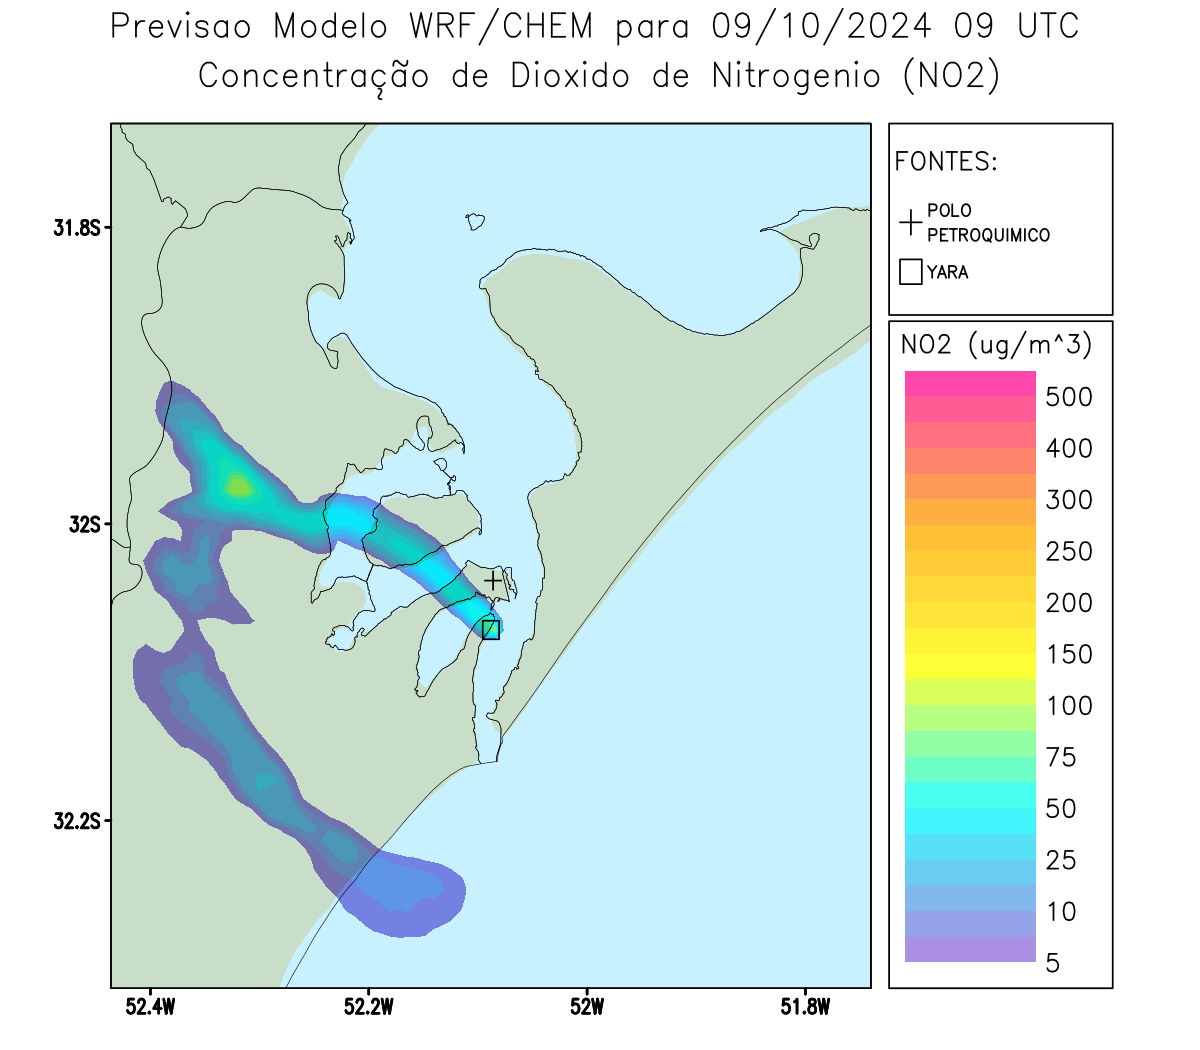 Previsao Modelo WRF/CHEM para 09/10/2024 09 UTC
Concentração de Dioxido de Nitrogenio (NO2)
FONTES:
POLO
PETROQUIMICO
YARA
31.8S
32S
32.2S
52.4W
52.2W
52W
51.8W
NO2 (ug/m^3)
500
400
300
250
200
150
100
75
50
25
10
5